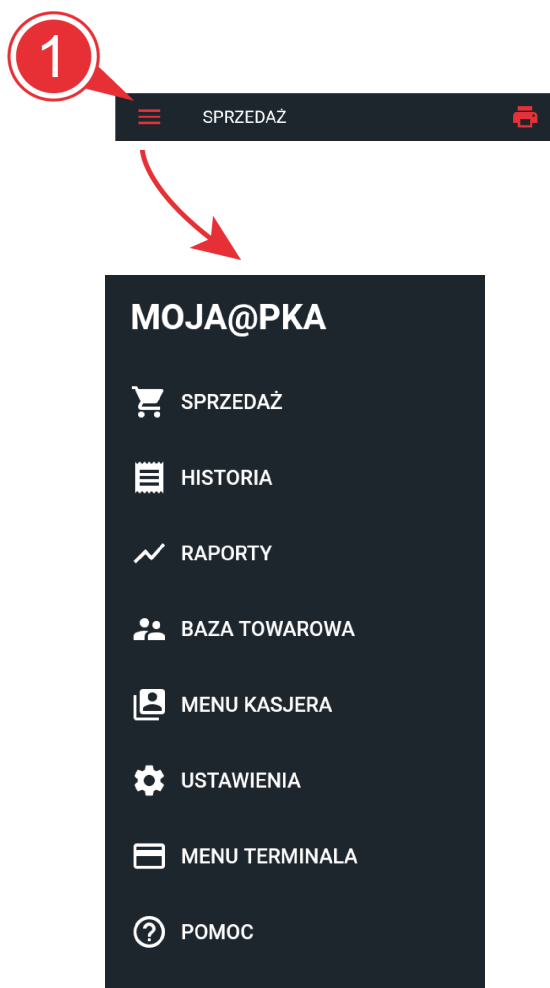 1
SPRZEDAŻ
MOJA@PKA
SPRZEDAŻ
HISTORIA
RAPORTY
BAZA TOWAROWA
MENU KASJERA
USTAWIENIA
MENU TERMINALA
POMOC